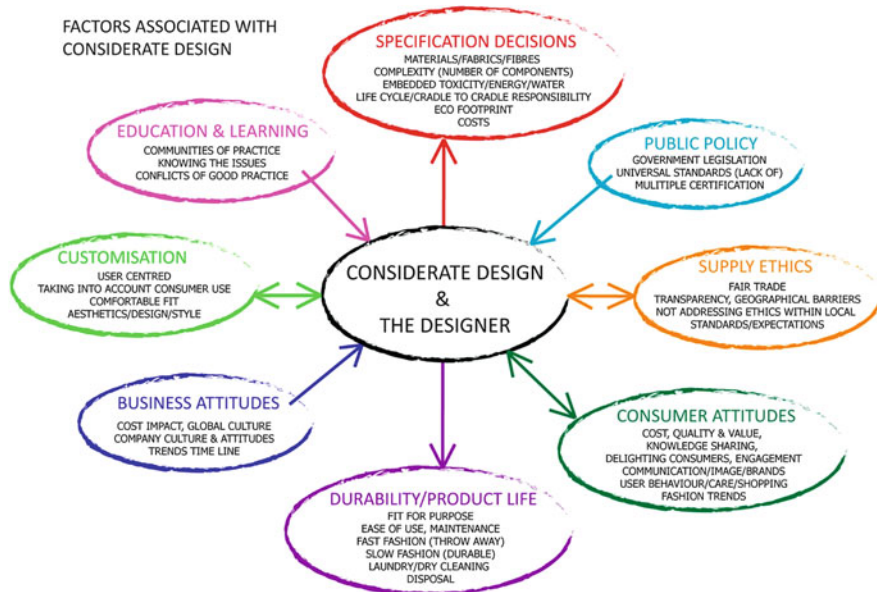 FACTORS ASSOCIATED WITH
CONSIDERATE DESIGN
SPECIFICATION DECISIONS
MATERIALS/FABRICS/FIBRES
COMPLEXITY (NUMBER OF COMPONENTS)
EMBEDDED TOXICITY/ENERGY/WATER
LIFE CYCLE/CRADLE TO CRADLE RESPONSIBILITY
ECO FOOTPRINT
COSTS
EDUCATION & LEARNING
COMMUNITIES OF PRACTICE
KNOWING THE ISSUES
CONFLICTS OF GOOD PRACTICE
PUBLIC POLICY
GOVERNMENT LEGISLATION
UNIVERSAL STANDARDS (LACK OF)
MULITIPLE CERTIFICATION
CUSTOMISATION
USER CENTRED
TAKING INTO ACCOUNT CONSUMER USE
COMFORTABLE FIT
AESTHETICS/DESIGN/STYLE
CONSIDERATE DESIGN
&
THE DESIGNER
SUPPLY ETHICS
FAIR TRADE
TRANSPARENCY, GEOGRAPHICAL BARRIERS
NOT ADDRESSING ETHICS WITHIN LOCAL
STANDARDS/EXPECTATIONS
BUSINESS ATTITUDES
COST IMPACT, GLOBAL CULTURE
COMPANY CULTURE & ATTITUDES
TRENDS TIME LINE
CONSUMER ATTITUDES
COST, QUALITY & VALUE,
KNOWLEDGE SHARING,
DELIGHTING CONSUMERS, ENGAGEMENT
COMMUNICATION/IMAGE/BRANDS
USER BEHAVIOUR/CARE/SHOPPING
FASHION TRENDS
DURABILITY/PRODUCT LIFE
FIT FOR PURPOSE
EASE OF USE, MAINTENANCE
FAST FASHION (THROW AWAY)
SLOW FASHION (DURABLE)
LAUNDRY/DRY CLEANING
DISPOSAL